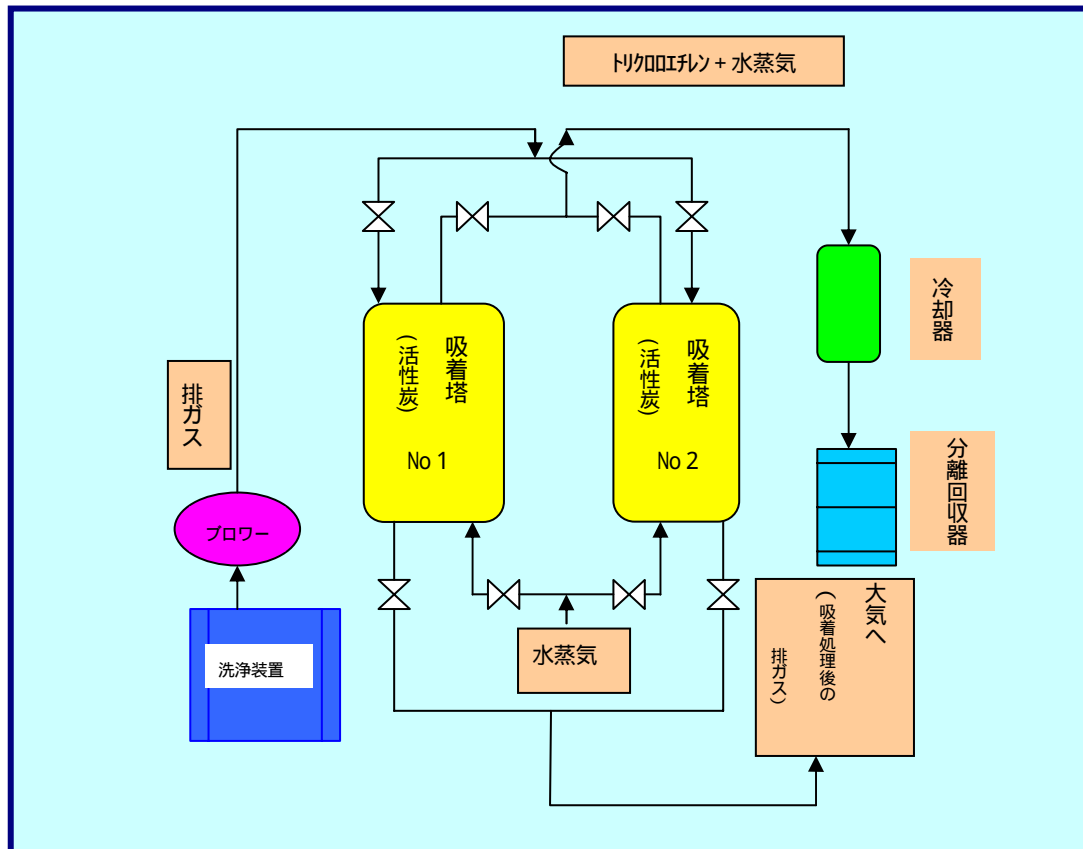 トリクロロエチレン + 水蒸気
冷却器
吸着塔
(活性炭)
No 1
吸着塔
(活性炭)
No 2
排ガス
ブロワー
分離回収器
洗浄装置
水蒸気
大気へ
(吸着処理後の
排ガス)